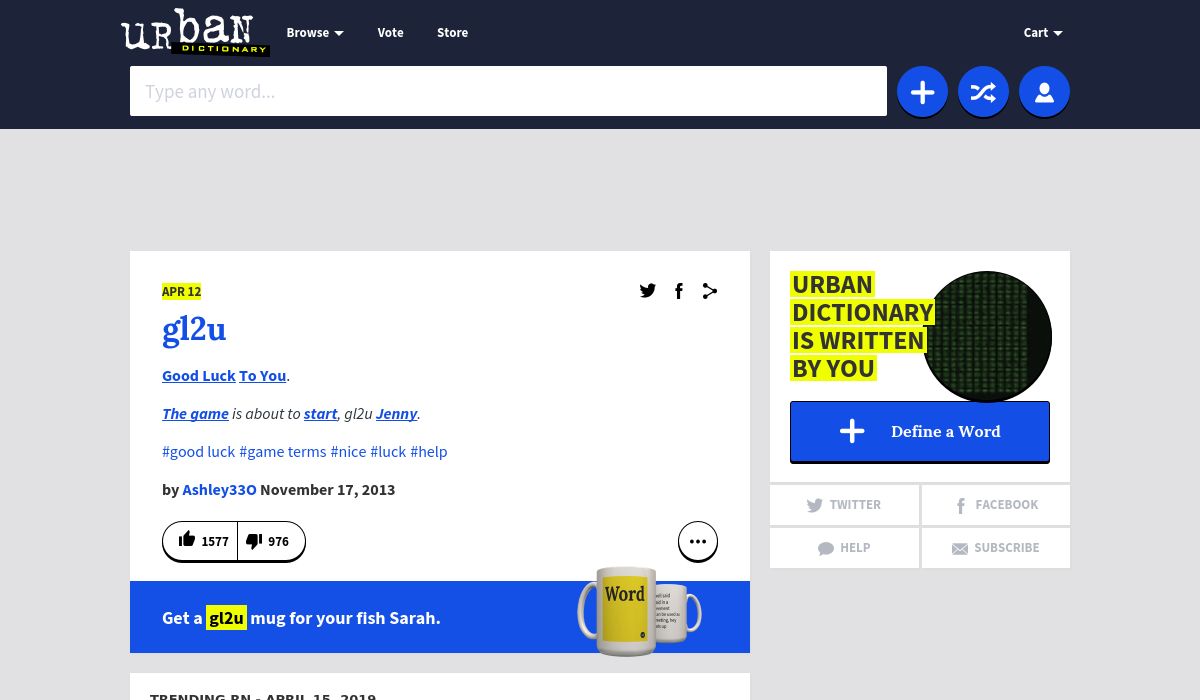 urban
DICTIONARY
Browse
Vote
Store
Cart
Type any word...
APR 12
gl2u
Good Luck To You.
The game is about to start, gl2u Jenny.
#good luck #game terms #nice #luck #help
by Ashley33O November 17, 2013
1577
976
Get a gl2u mug for your fish Sarah.
Word
TRENDING RN - APRIL 15, 2019
URBAN
DICTIONARY
IS WRITTEN
BY YOU
Define a Word
TWITTER
FACEBOOK
HELP
SUBSCRIBE